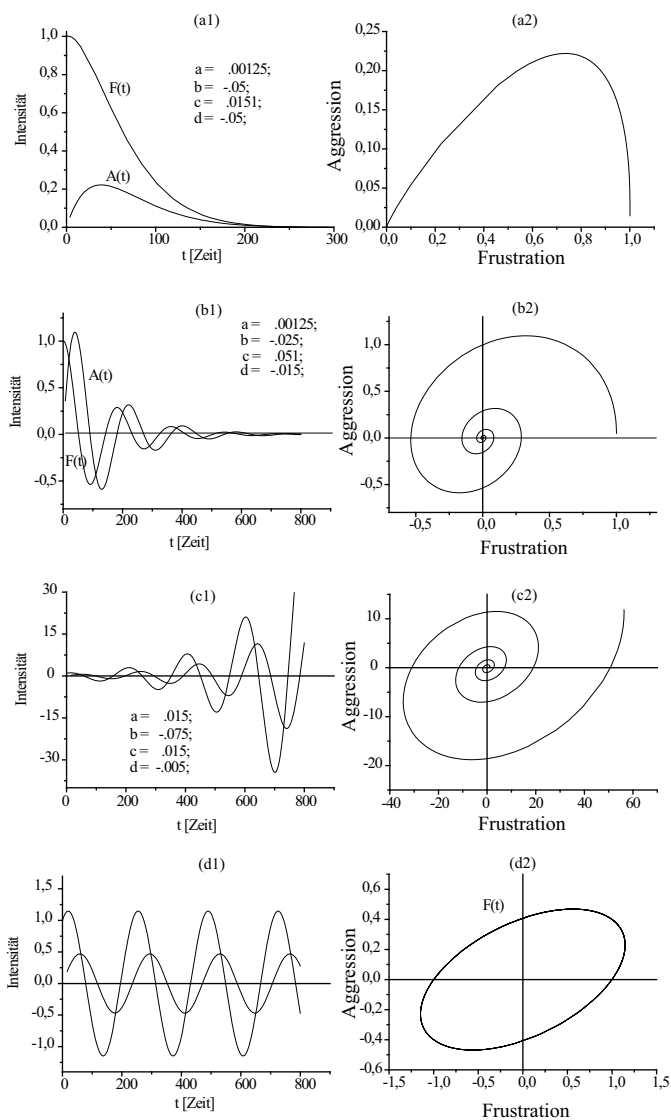 (a1)
1,0
0,8
0,6
0,4
0,2
0,0
Intensität
F(t)
A(t)
a = .00125;
b = -.05;
c = .0151;
d = -.05;
0
100
200
300
t [Zeit]
(a2)
0,25
0,20
0,15
0,10
0,05
0,00
Aggression
0,0
0,2
0,4
0,6
0,8
1,0
Frustration
(b1)
1,0
0,5
0,0
-0,5
Intensität
A(t)
F(t)
a = .00125;
b = -.025;
c = .051;
d = -.015;
0
200
400
600
800
t [Zeit]
(b2)
1,0
0,5
0,0
-0,5
Aggression
-0,5
0,0
0,5
1,0
Frustration
(c1)
30
15
0
-15
-30
Intensität
a = .015;
b = -.075;
c = .015;
d = -.005;
0
200
400
600
800
t [Zeit]
(c2)
10
0
-10
-20
Aggression
-40
-20
0
20
40
60
Frustration
(d1)
1,5
1,0
0,5
0,0
-0,5
-1,0
Intensität
0
200
400
600
800
t [Zeit]
(d2)
0,6
0,4
0,2
0,0
-0,2
-0,4
-0,6
Aggression
F(t)
-1,5
-1,0
-0,5
0,0
0,5
1,0
1,5
Frustration